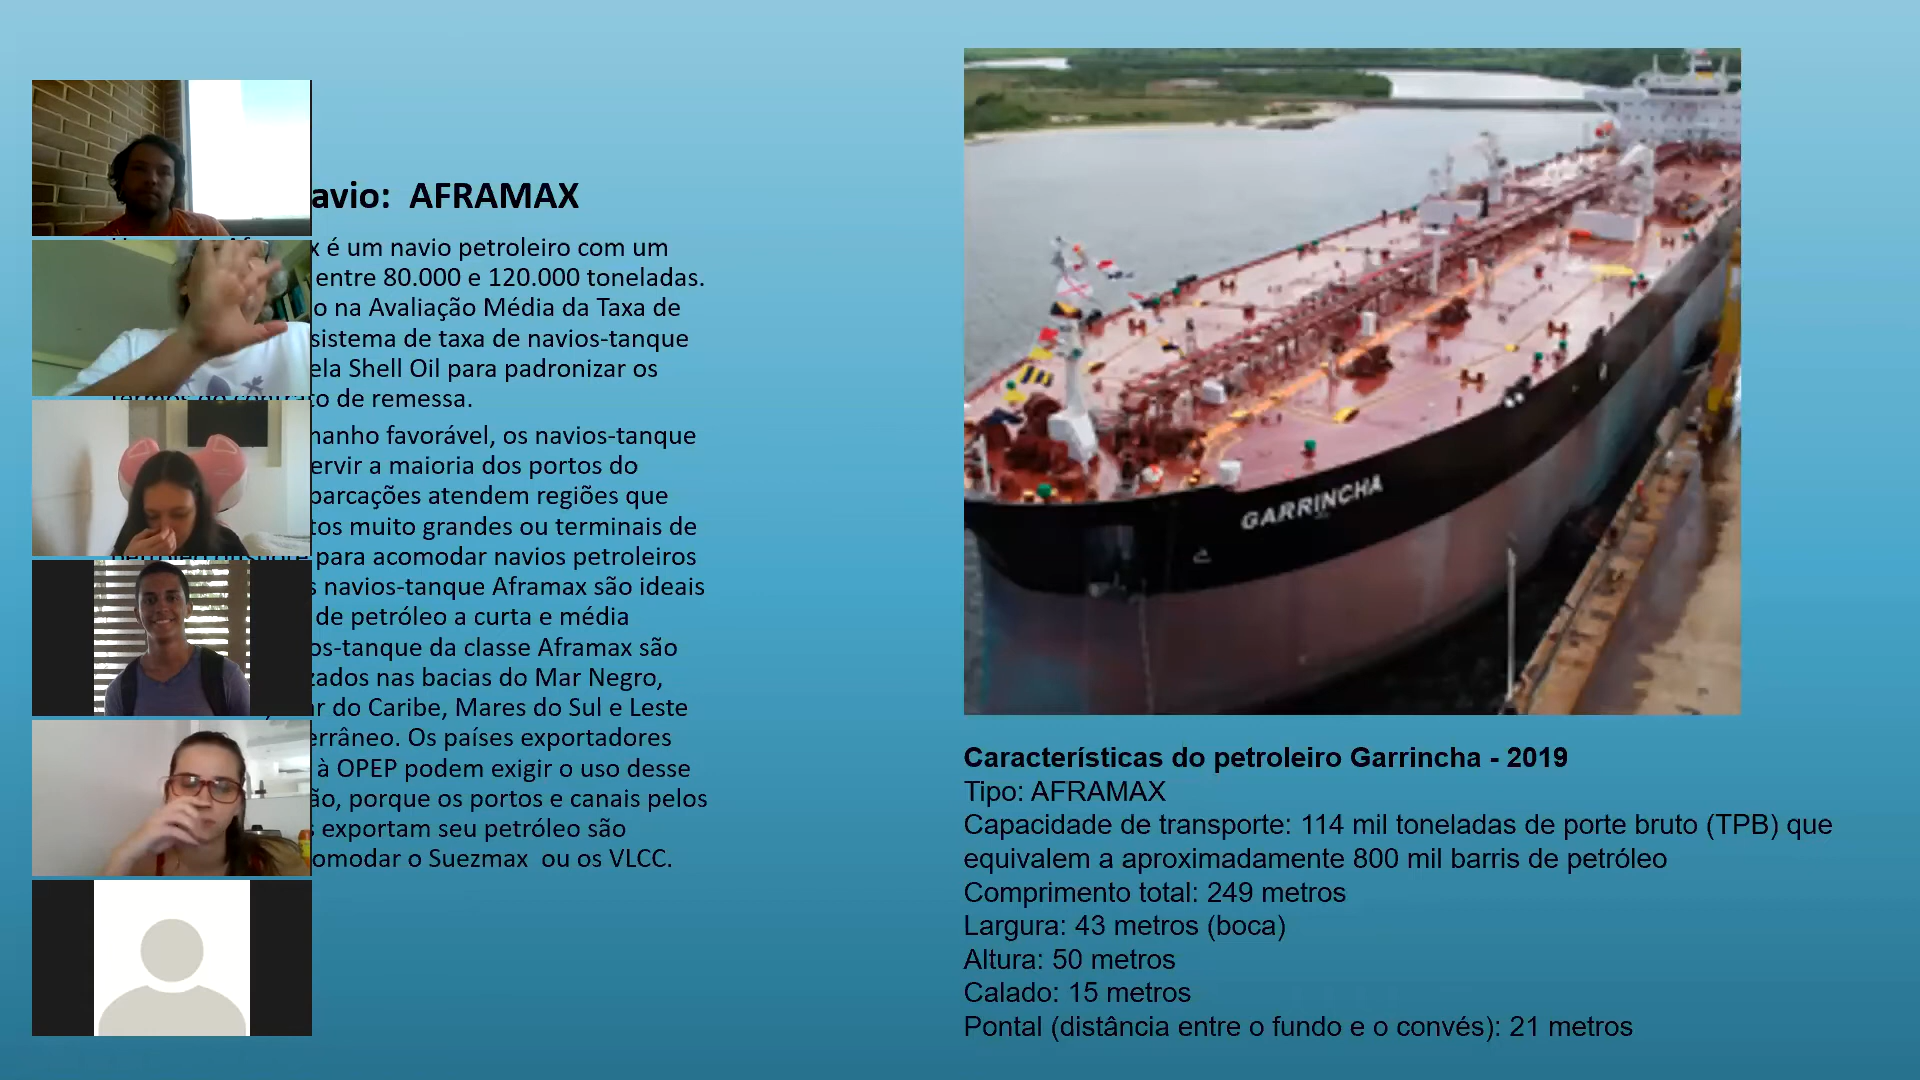 avio: AFRAMAX
é um navio petroleiro com um
entre 80.000 e 120.000 toneladas.
o na Avaliação Média da Taxa de
sistema de taxa de navios-tanque
ela Shell Oil para padronizar os
termos do contrato de remessa.
manho favorável, os navios-tanque
ervir a maioria dos portos do
barcações atendem regiões que
tos muito grandes ou terminais de
para acomodar navios petroleiros
s navios-tanque Aframax são ideais
de petróleo a curta e média
os-tanque da classe Aframax são
zados nas bacias do Mar Negro,
ar do Caribe, Mares do Sul e Leste
errâneo. Os países exportadores
à OPEP podem exigir o uso desse
ão, porque os portos e canais pelos
s exportam seu petróleo são
omodar o Suezmax ou os VLCC.
GARRINCHA
Características do petroleiro Garrincha - 2019
Tipo: AFRAMAX
Capacidade de transporte: 114 mil toneladas de porte bruto (TPB) que
equivalem a aproximadamente 800 mil barris de petróleo
Comprimento total: 249 metros
Largura: 43 metros (boca)
Altura: 50 metros
Calado: 15 metros
Pontal (distância entre o fundo e o convés): 21 metros